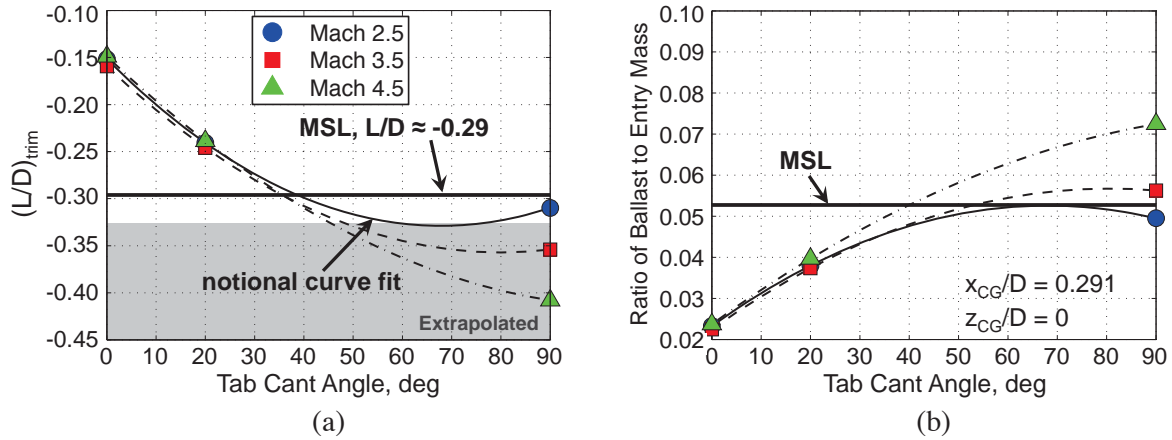 -0.10
-0.15
-0.20
-0.25
-0.30
-0.35
-0.40
-0.45
(L/D)trim
Mach 2.5
Mach 3.5
Mach 4.5
MSL, L/D ≈ -0.29
notional curve fit
Extrapolated
0 10 20 30 40 50 60 70 80 90
Tab Cant Angle, deg
(a)
0.10
0.09
0.08
0.07
0.06
0.05
0.04
0.03
0.02
Ratio of Ballast to Entry Mass
MSL
xCG/D = 0.291
zCG/D = 0
0 10 20 30 40 50 60 70 80 90
Tab Cant Angle, deg
(b)